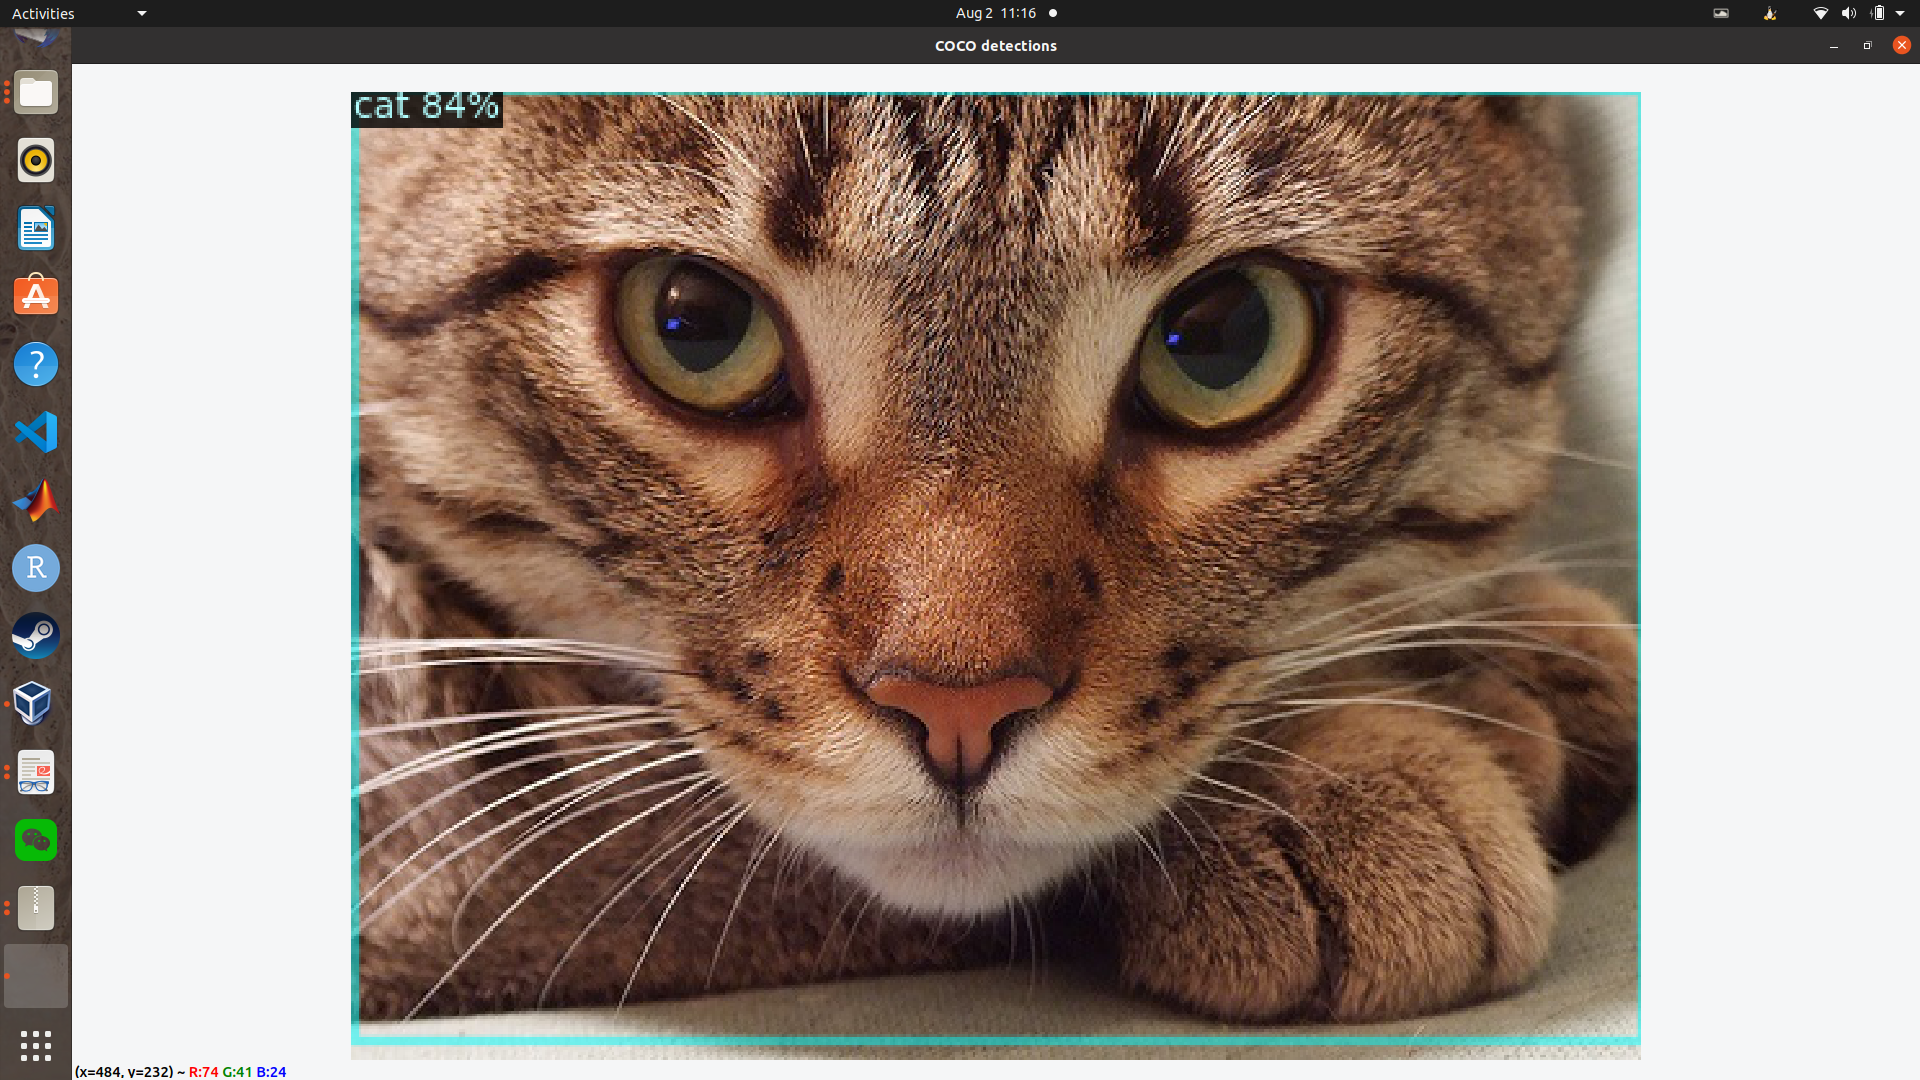 Activities
Aug 2 11:16
COCO detections
cat 84%
?
R
(x=484, y=232) ~ R:74 G:41 B:24